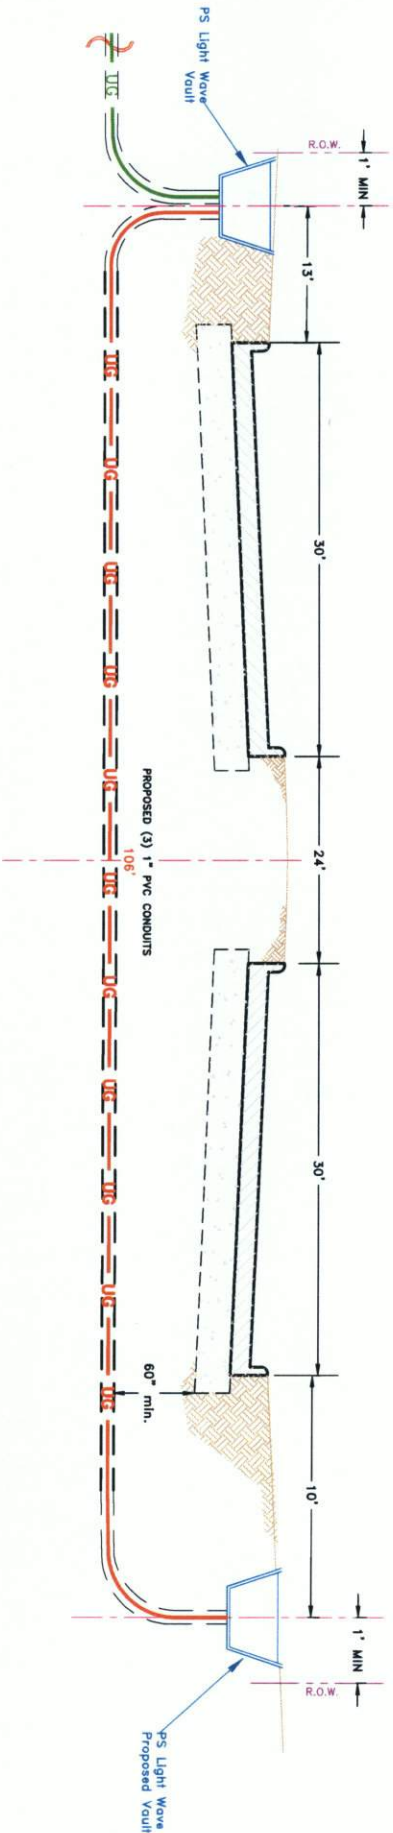 PS Light Wave
Vault
R.O.W.
1' MIN
13'
30'
24'
30'
10'
1' MIN
R.O.W.
PS Light Wave
Proposed Vault
60" min.
PROPOSED (3) 1" PVC CONDUITS
106'
UG
UG
UG
UG
UG
UG
UG
UG
UG
UG
UG
UG